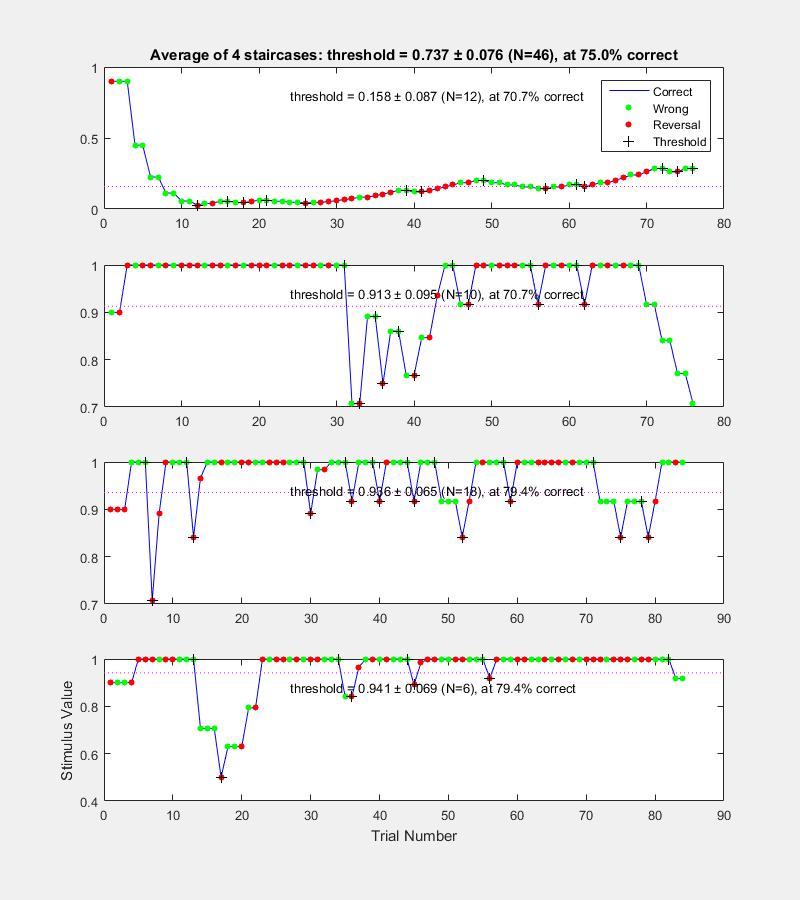 Average of 4 staircases: threshold = 0.737 ± 0.076 (N=46), at 75.0% correct
1
0.5
0
threshold = 0.158 ± 0.087 (N=12), at 70.7% correct
Correct
Wrong
Reversal
Threshold
0 10 20 30 40 50 60 70 80
1
0.9
0.8
0.7
threshold = 0.913 ± 0.095 (N=10), at 70.7% correct
0 10 20 30 40 50 60 70 80
1
0.9
0.8
0.7
threshold = 0.936 ± 0.065 (N=18), at 79.4% correct
0 10 20 30 40 50 60 70 80 90
1
0.8
0.6
0.4
threshold = 0.941 ± 0.069 (N=6), at 79.4% correct
Stimulus Value
0 10 20 30 40 50 60 70 80 90
Trial Number